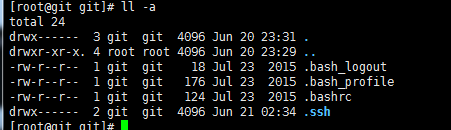 [root@git git]# ll -a
total 24
drwx------  3 git  git  4096 Jun 20 23:31 .
drwxr-xr-x. 4 root root 4096 Jun 20 23:29 ..
-rw-r--r--  1 git  git    18 Jul 23  2015 .bash_logout
-rw-r--r--  1 git  git   176 Jul 23  2015 .bash_profile
-rw-r--r--  1 git  git   124 Jul 23  2015 .bashrc
drwx------  2 git  git  4096 Jun 21 02:34 .ssh
[root@git git]#